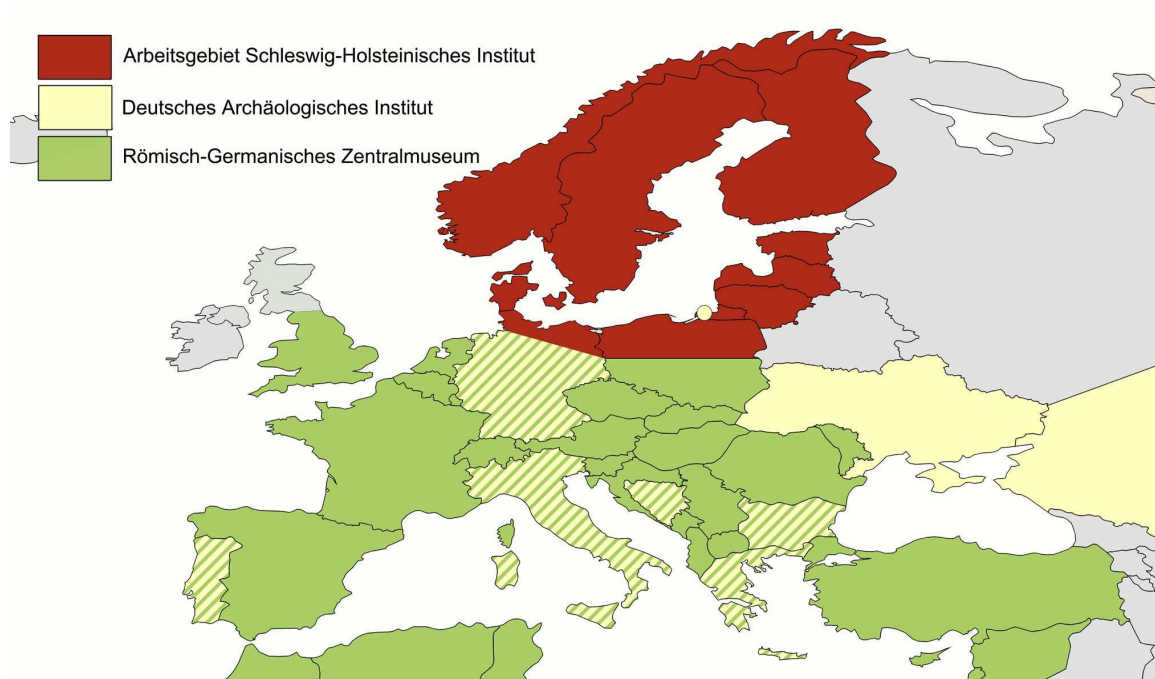 Arbeitsgebiet Schleswig-Holsteinisches Institut
Deutsches Archäologisches Institut
Römisch-Germanisches Zentralmuseum